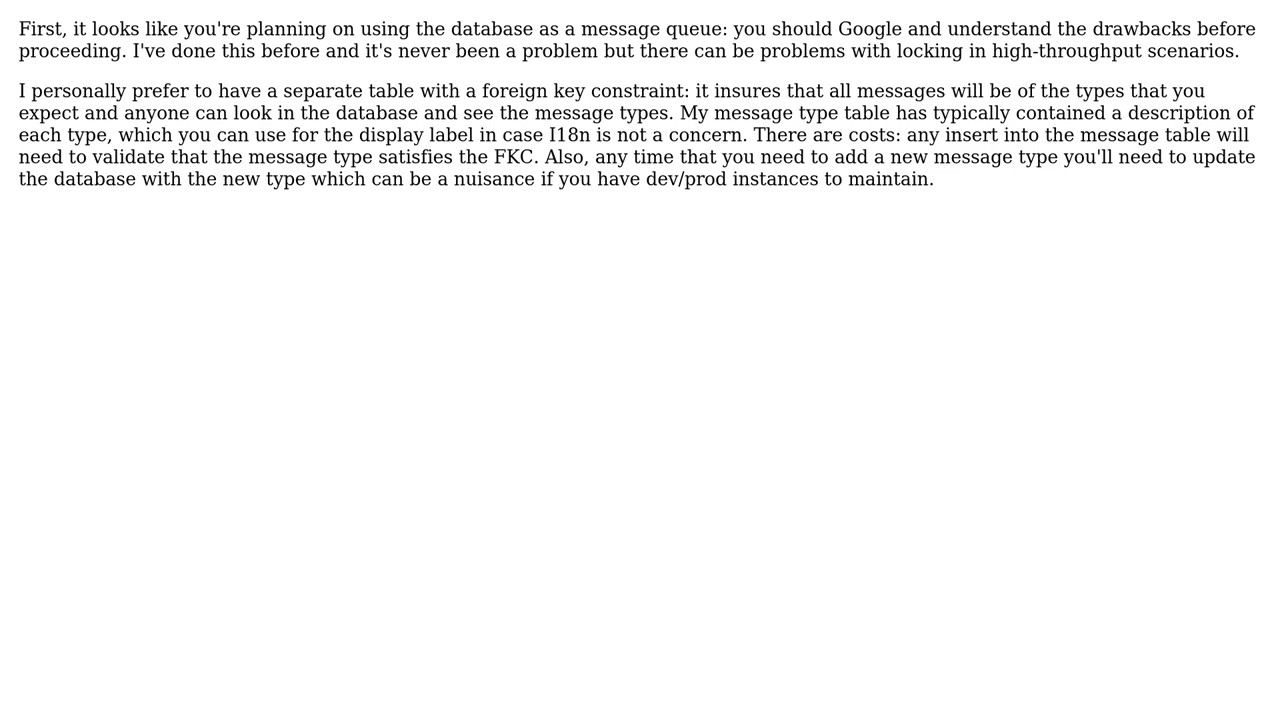 First, it looks like you're planning on using the database as a message queue: you should Google and understand the drawbacks before
proceeding. I've done this before and it's never been a problem but there can be problems with locking in high-throughput scenarios.
I personally prefer to have a separate table with a foreign key constraint: it insures that all messages will be of the types that you
expect and anyone can look in the database and see the message types. My message type table has typically contained a description of
each type, which you can use for the display label in case I18n is not a concern. There are costs: any insert into the message table will
need to validate that the message type satisfies the FKC. Also, any time that you need to add a new message type you'll need to update
the database with the new type which can be a nuisance if you have dev/prod instances to maintain.